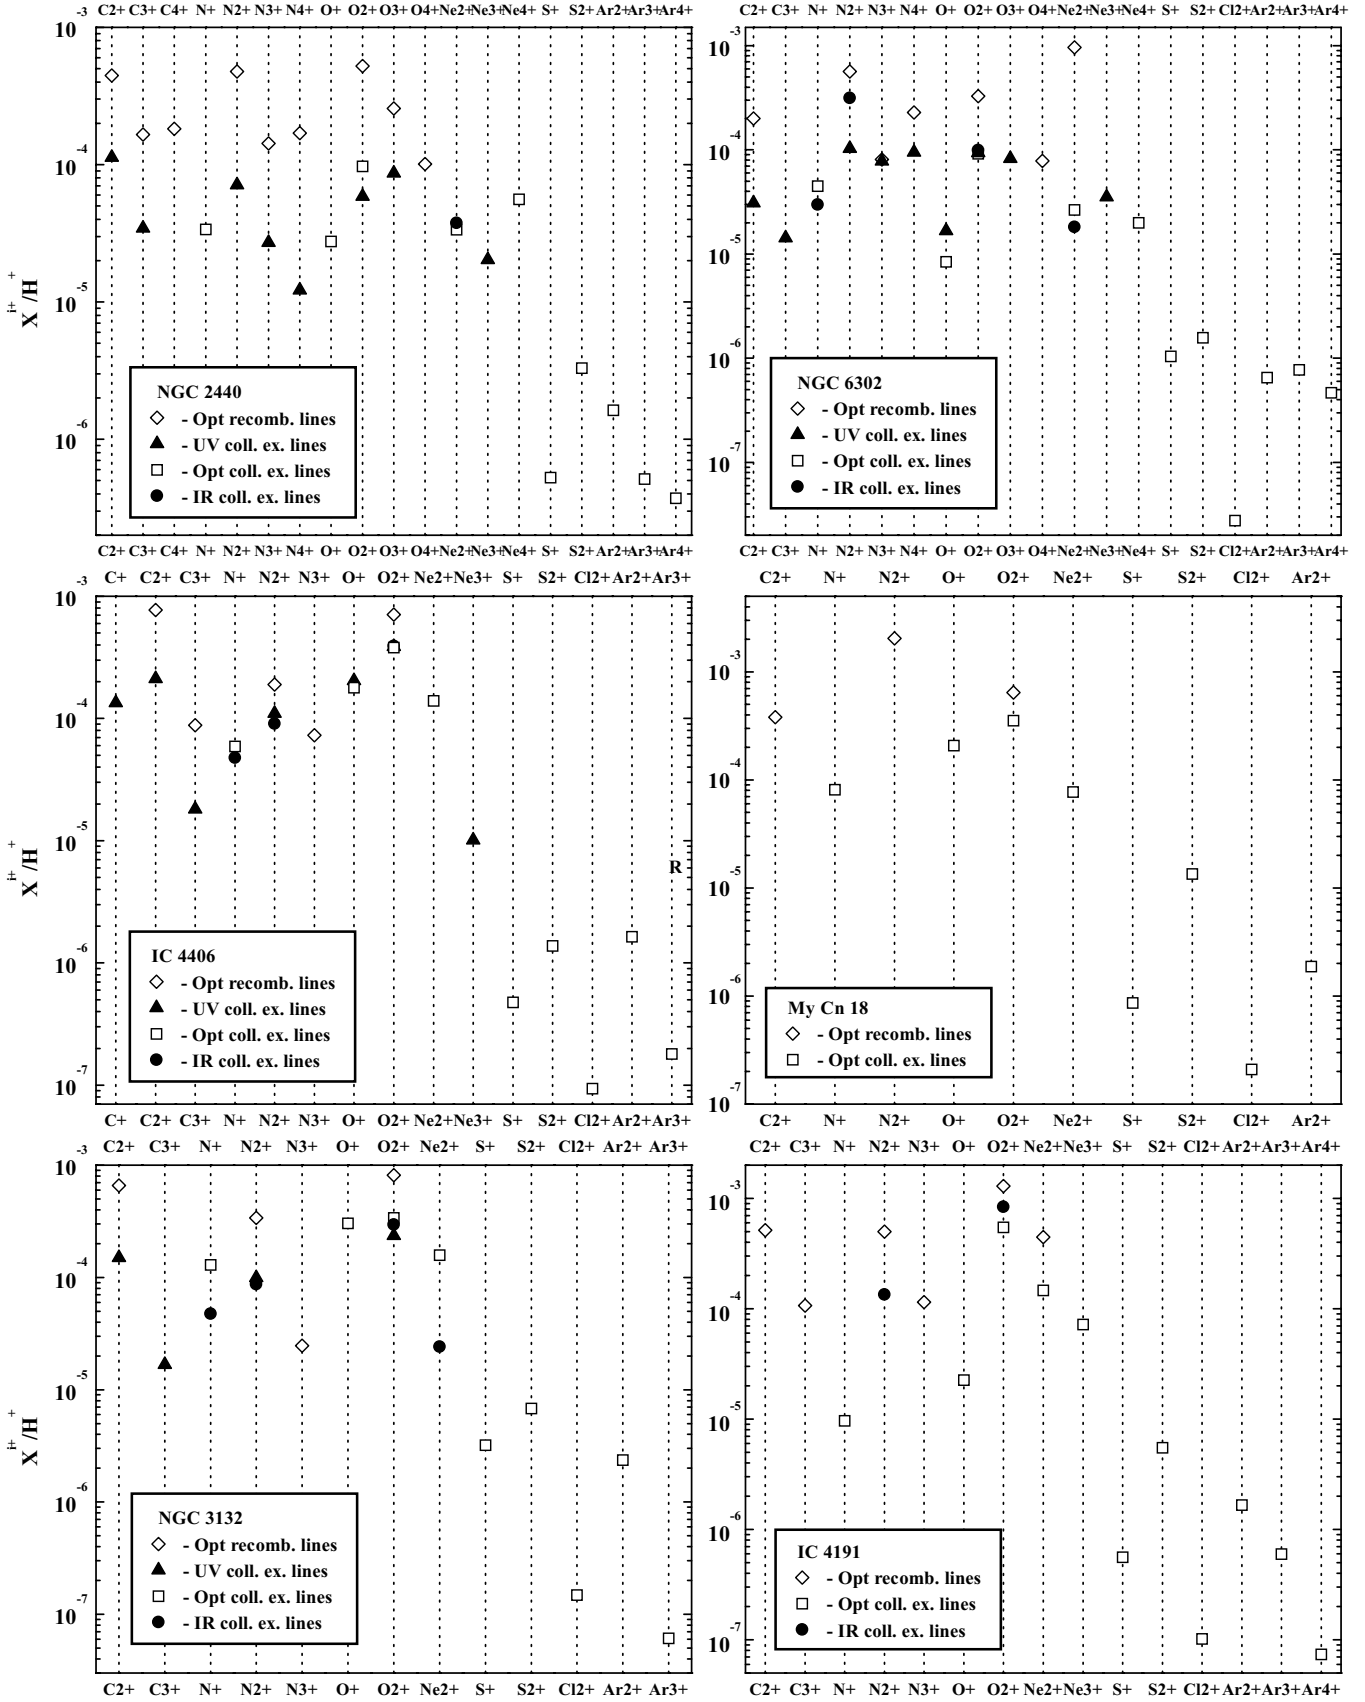 C2+ C3+ C4+ N+ N2+ N3+ N4+ O+ O2+ O3+ O4+ Ne2+ Ne3+ Ne4+ S+ S2+ Ar2+ Ar3+ Ar4+
10-3
10-4
10-5
10-6
Xi+/H+
NGC 2440
- Opt recomb. lines
- UV coll. ex. lines
- Opt coll. ex. lines
- IR coll. ex. lines
C2+ C3+ C4+ N+ N2+ N3+ N4+ O+ O2+ O3+ O4+ Ne2+ Ne3+ Ne4+ S+ S2+ Ar2+ Ar3+ Ar4+
C2+ C3+ N+ N2+ N3+ N4+ O+ O2+ O3+ O4+ Ne2+ Ne3+ Ne4+ S+ S2+ Cl2+ Ar2+ Ar3+ Ar4+
10-3
10-4
10-5
10-6
10-7
NGC 6302
- Opt recomb. lines
- UV coll. ex. lines
- Opt coll. ex. lines
- IR coll. ex. lines
C2+ C3+ N+ N2+ N3+ N4+ O+ O2+ O3+ O4+ Ne2+ Ne3+ Ne4+ S+ S2+ Cl2+ Ar2+ Ar3+ Ar4+
C+ C2+ C3+ N+ N2+ N3+ O+ O2+ Ne2+ Ne3+ S+ S2+ Cl2+ Ar2+ Ar3+
10-3
10-4
10-5
10-6
10-7
Xi+/H+
R
IC 4406
- Opt recomb. lines
- UV coll. ex. lines
- Opt coll. ex. lines
- IR coll. ex. lines
C+ C2+ C3+ N+ N2+ N3+ O+ O2+ Ne2+ Ne3+ S+ S2+ Cl2+ Ar2+ Ar3+
C2+ N+ N2+ O+ O2+ Ne2+ S+ S2+ Cl2+ Ar2+
10-3
10-4
10-5
10-6
10-7
My Cn 18
- Opt recomb. lines
- Opt coll. ex. lines
C2+ N+ N2+ O+ O2+ Ne2+ S+ S2+ Cl2+ Ar2+
C2+ C3+ N+ N2+ N3+ O+ O2+ Ne2+ S+ S2+ Cl2+ Ar2+ Ar3+
10-3
10-4
10-5
10-6
10-7
Xi+/H+
NGC 3132
- Opt recomb. lines
- UV coll. ex. lines
- Opt coll. ex. lines
- IR coll. ex. lines
C2+ C3+ N+ N2+ N3+ O+ O2+ Ne2+ S+ S2+ Cl2+ Ar2+ Ar3+
C2+ C3+ N+ N2+ N3+ O+ O2+ Ne2+ Ne3+ S+ S2+ Cl2+ Ar2+ Ar3+ Ar4+
10-3
10-4
10-5
10-6
10-7
IC 4191
- Opt recomb. lines
- Opt coll. ex. lines
- IR coll. ex. lines
C2+ C3+ N+ N2+ N3+ O+ O2+ Ne2+ Ne3+ S+ S2+ Cl2+ Ar2+ Ar3+ Ar4+